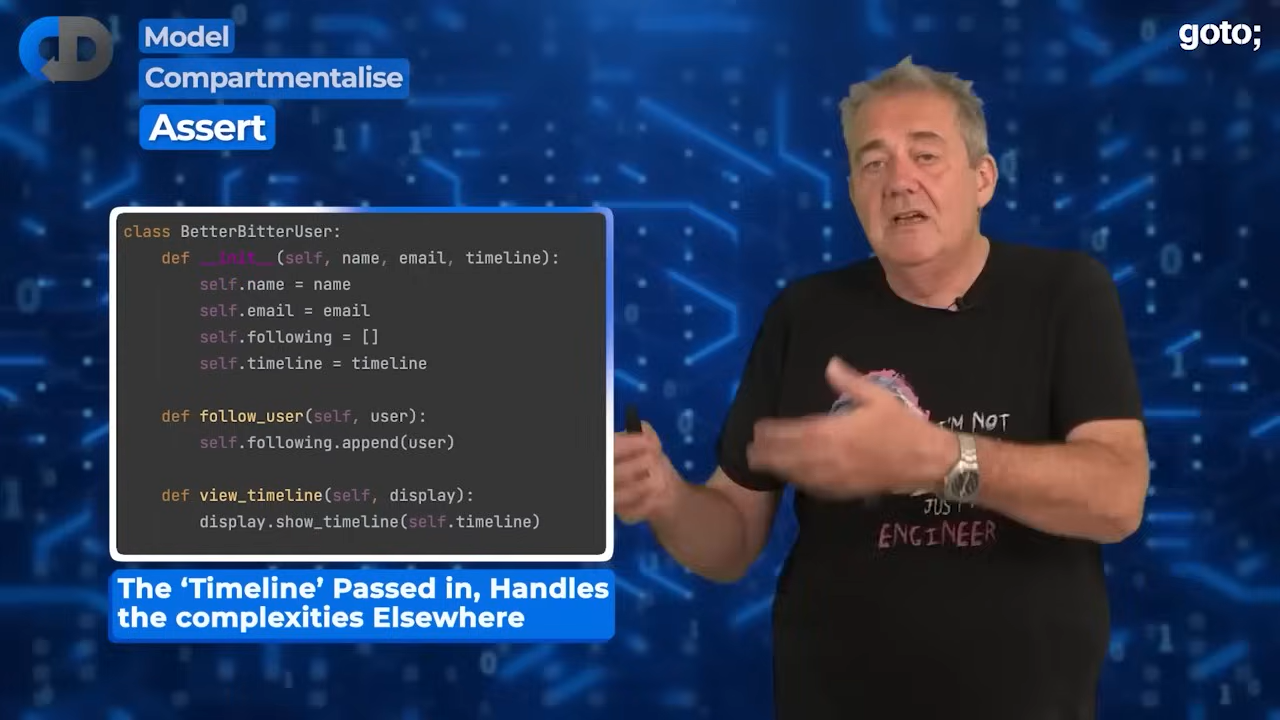 Model
Compartmentalise
Assert
goto;
class BetterBitterUser:
    def __init__(self, name, email, timeline):
        self.name = name
        self.email = email
        self.following = []
        self.timeline = timeline
    def follow_user(self, user):
        self.following.append(user)
    def view_timeline(self, display):
        display.show_timeline(self.timeline)
The ‘Timeline’ Passed in, Handles
the complexities Elsewhere
I'M NOT
ENGINEER